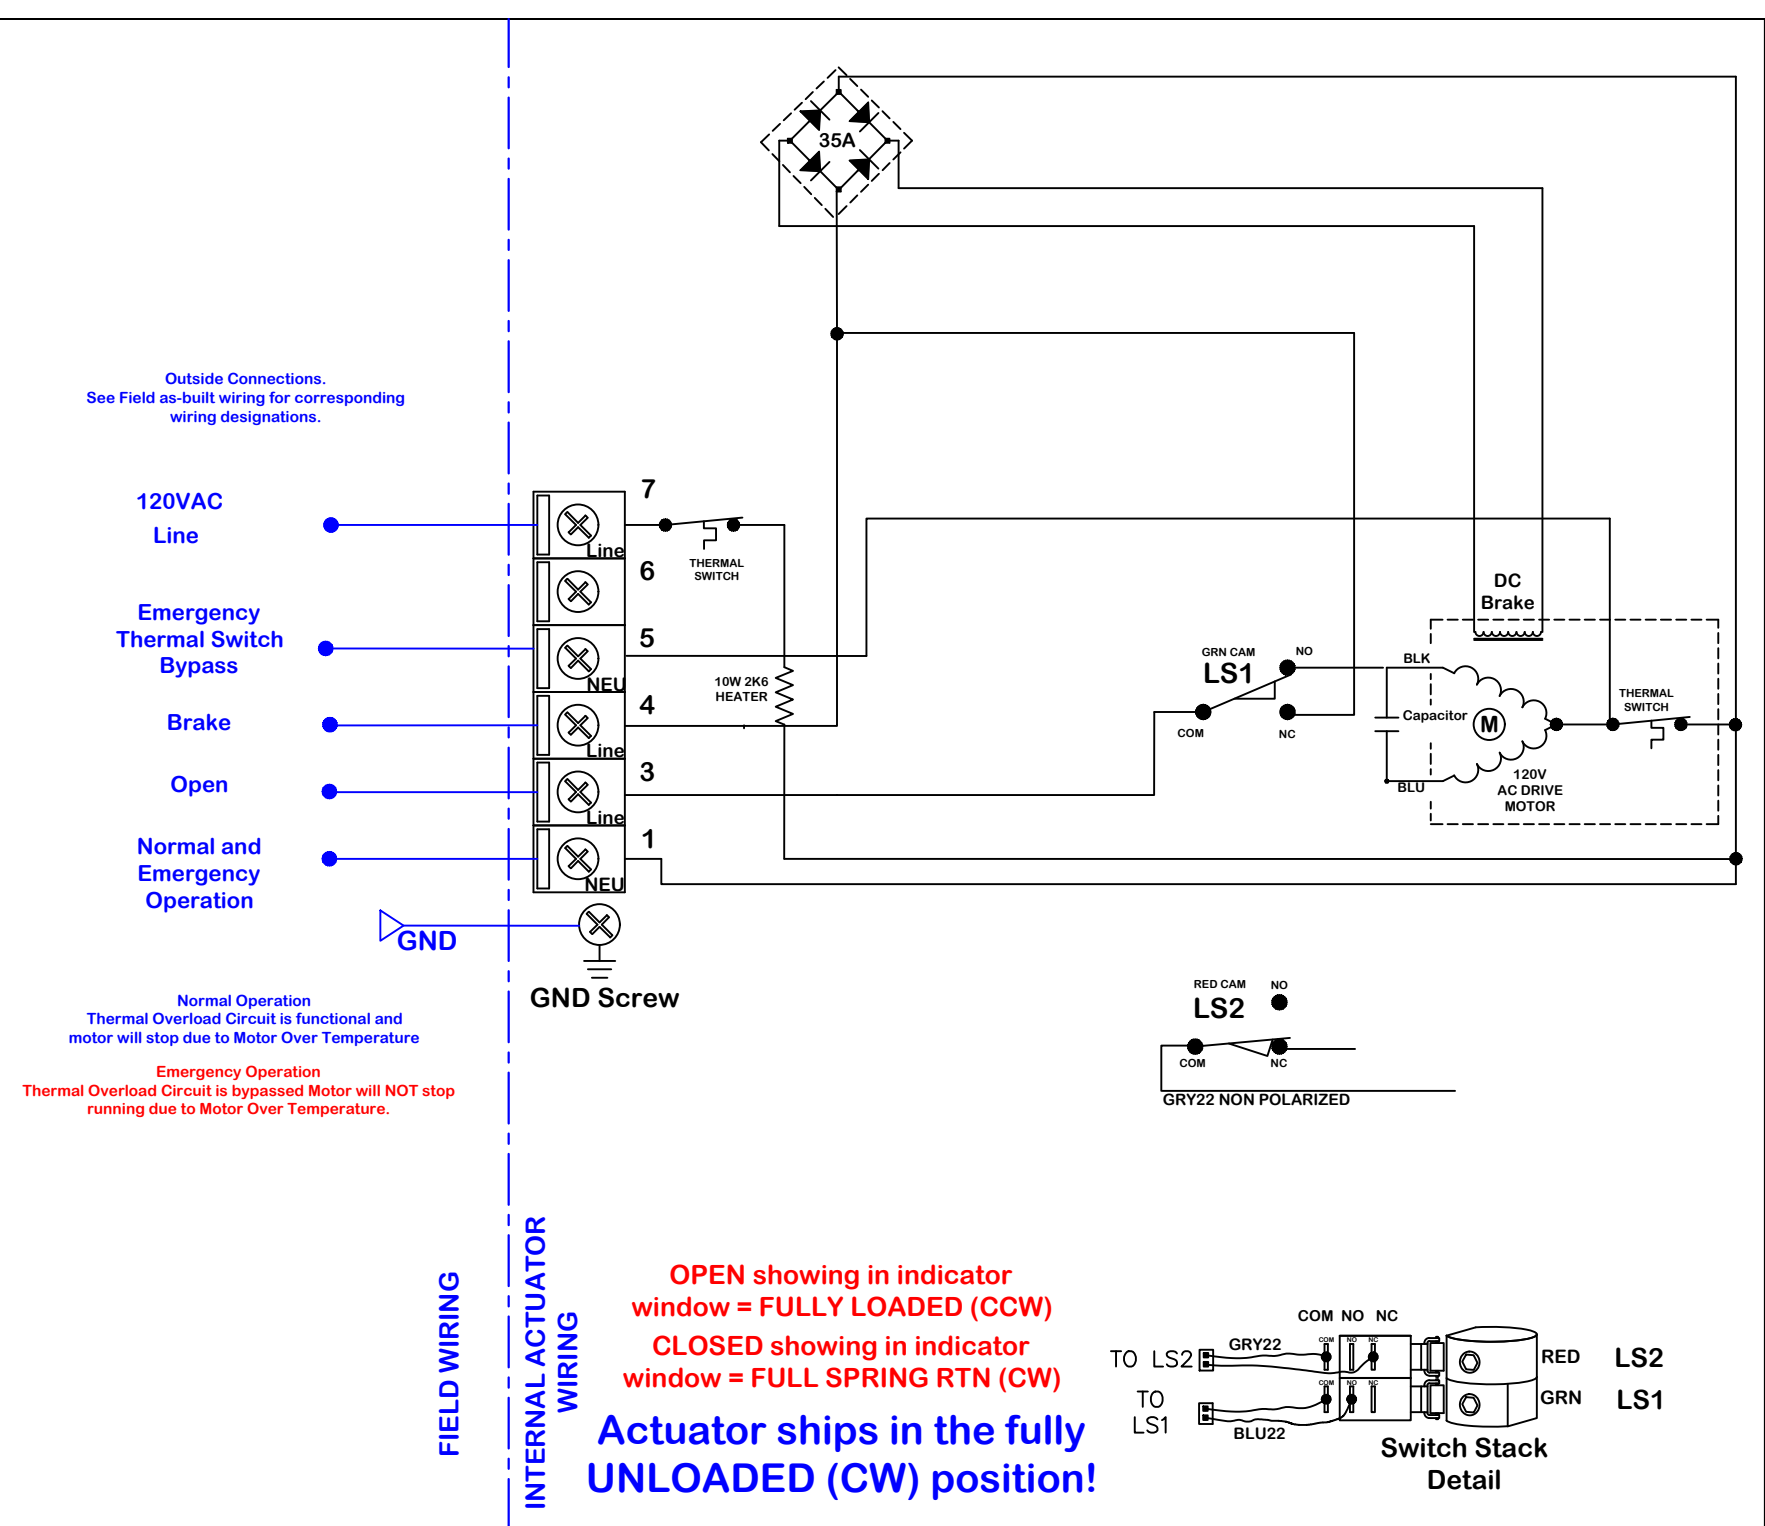 35A
Outside Connections.
See Field as-built wiring for corresponding
wiring designations.
120VAC
Line
Emergency
Thermal Switch
Bypass
Brake
Open
Normal and
Emergency
Operation
GND
7
Line
6
5
NEU
4
Line
3
Line
1
NEU
GND Screw
THERMAL
SWITCH
10W 2K6
HEATER
DC
Brake
GRN CAM
LS1
NO
COM
NC
BLK
Capacitor
M
BLU
THERMAL
SWITCH
120V
AC DRIVE
MOTOR
Normal Operation
Thermal Overload Circuit is functional and
motor will stop due to Motor Over Temperature
Emergency Operation
Thermal Overload Circuit is bypassed Motor will NOT stop
running due to Motor Over Temperature.
RED CAM
LS2
NO
COM
NC
GRY22 NON POLARIZED
FIELD WIRING
INTERNAL ACTUATOR
WIRING
OPEN showing in indicator
window = FULLY LOADED (CCW)
CLOSED showing in indicator
window = FULL SPRING RTN (CW)
Actuator ships in the fully
UNLOADED (CW) position!
COM NO NC
COM NO NC
TO LS2
GRY22
RED
LS2
COM NO NC
TO
LS1
BLU22
GRN
LS1
Switch Stack
Detail